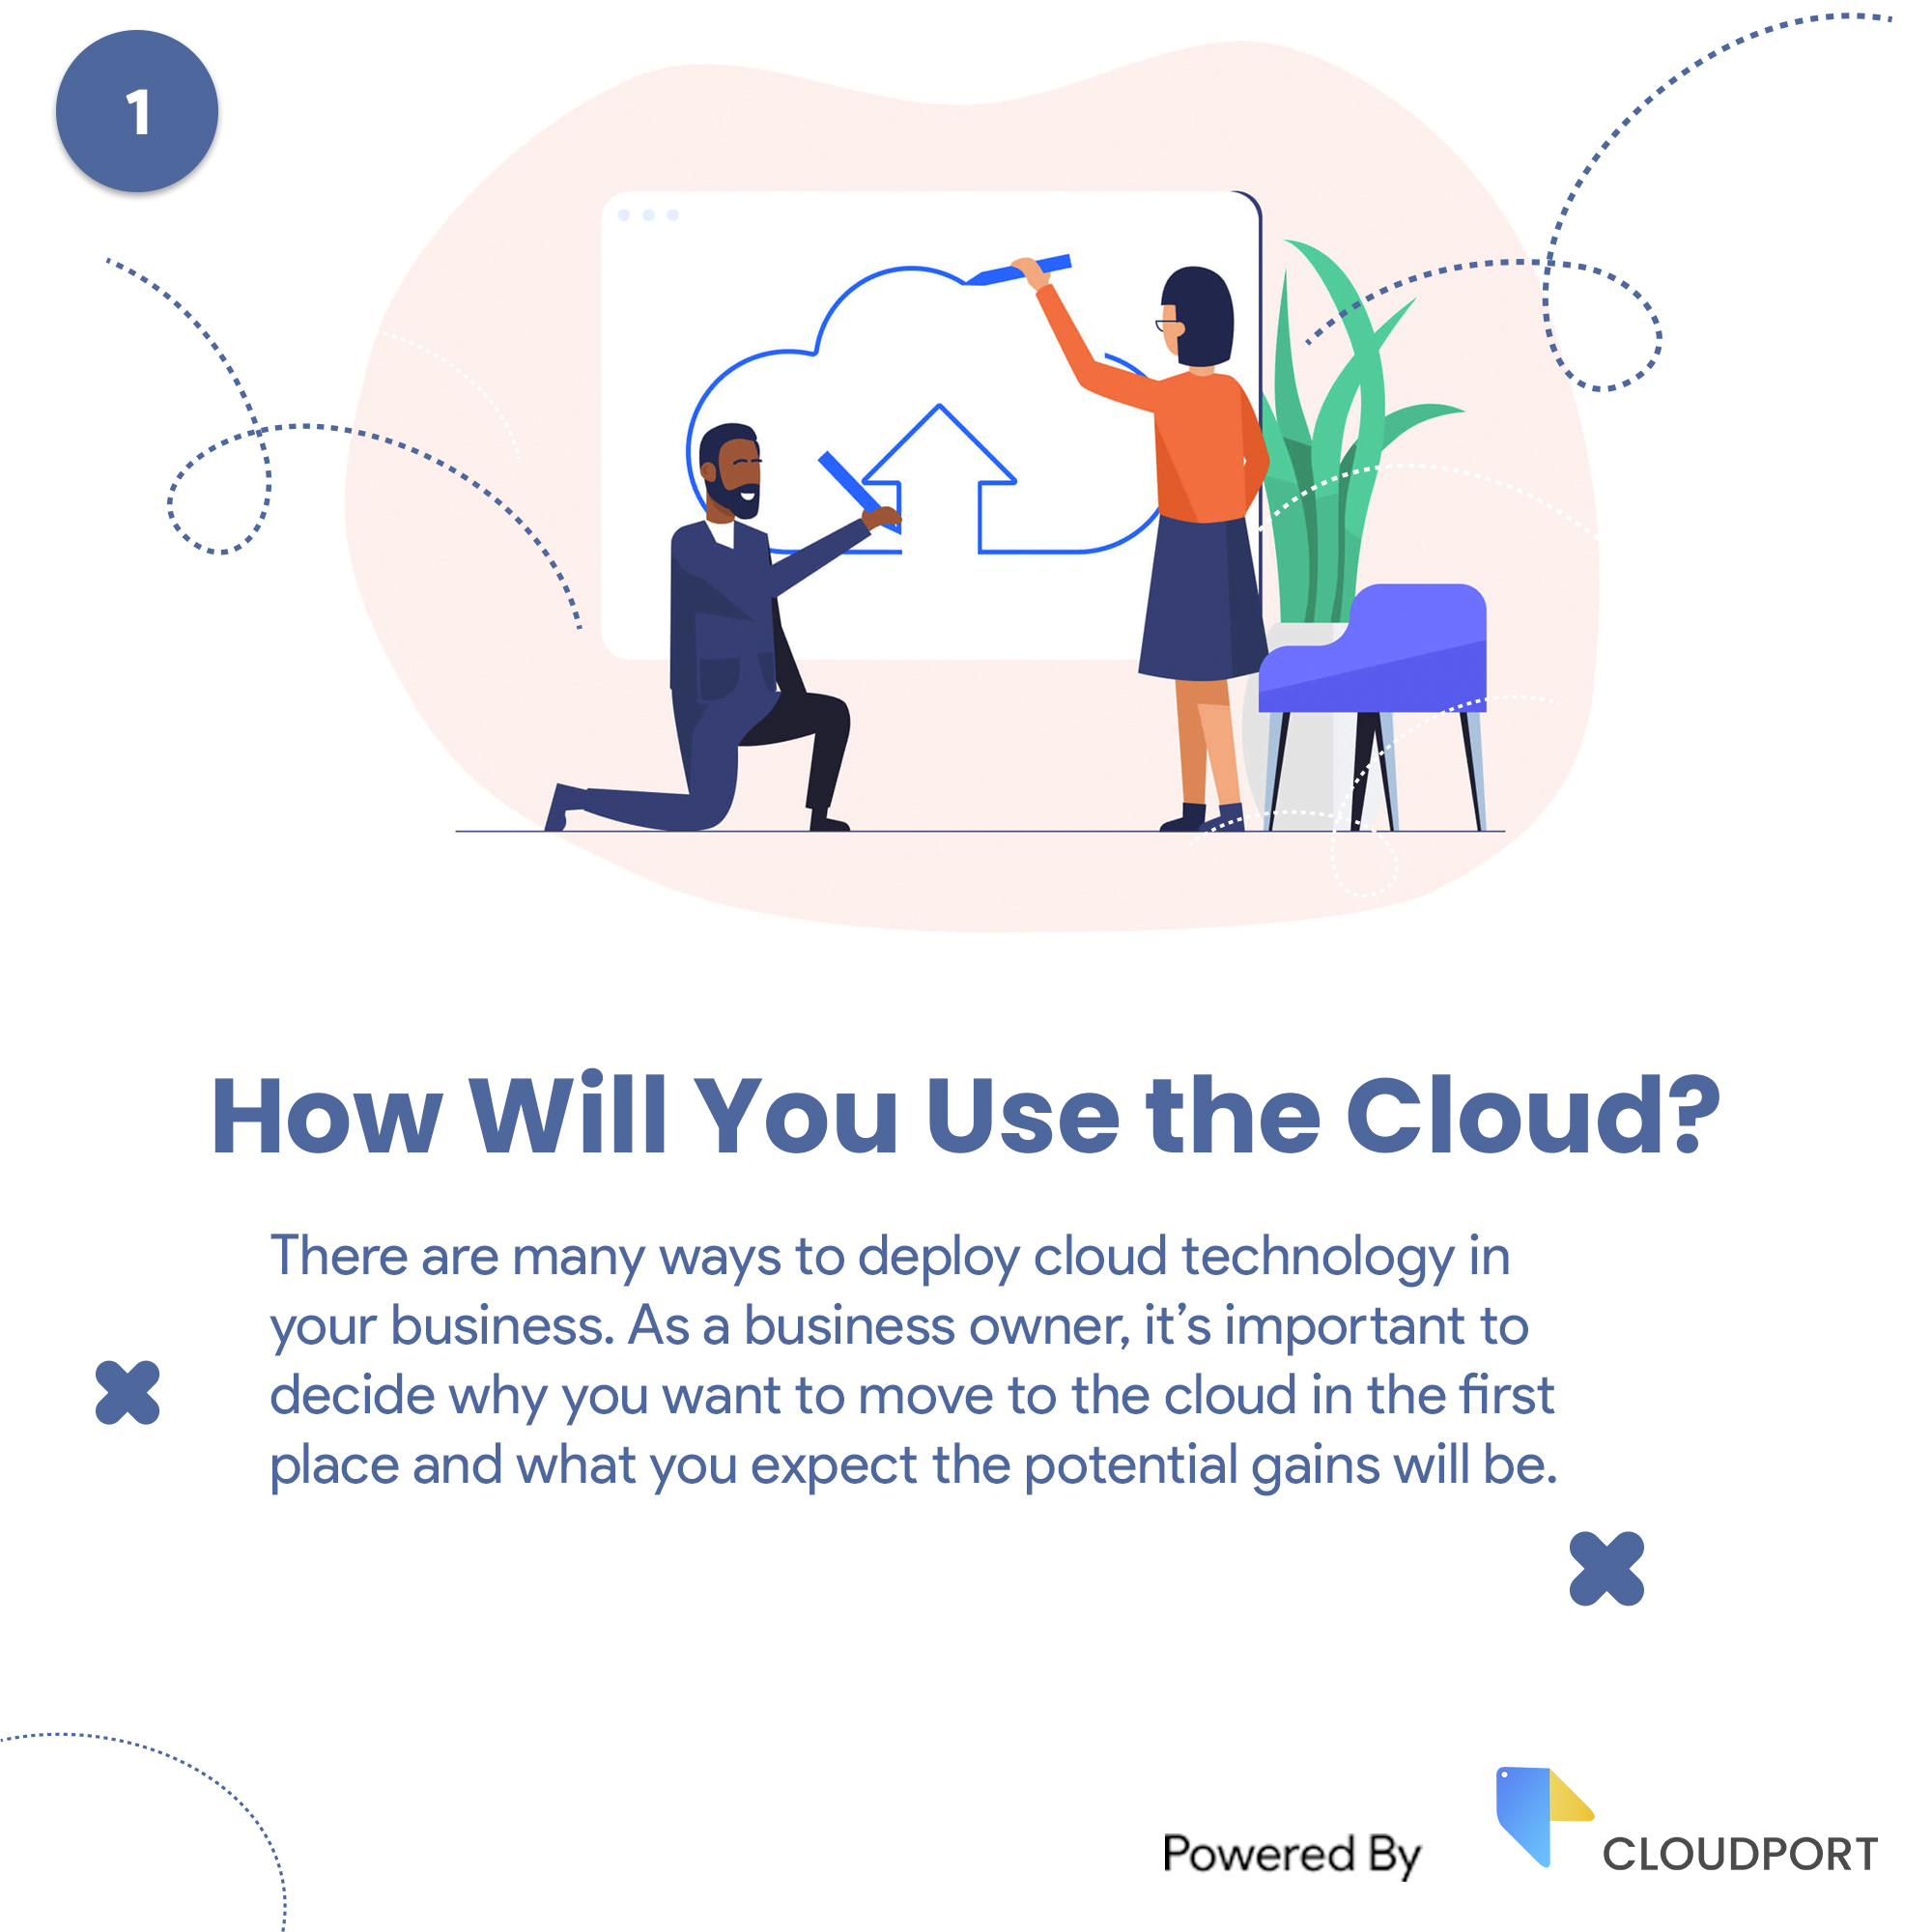 1
How Will You Use the Cloud?
There are many ways to deploy cloud technology in
your business. As a business owner, it’s important to
decide why you want to move to the cloud in the first
place and what you expect the potential gains will be.
Powered By
CLOUDPORT